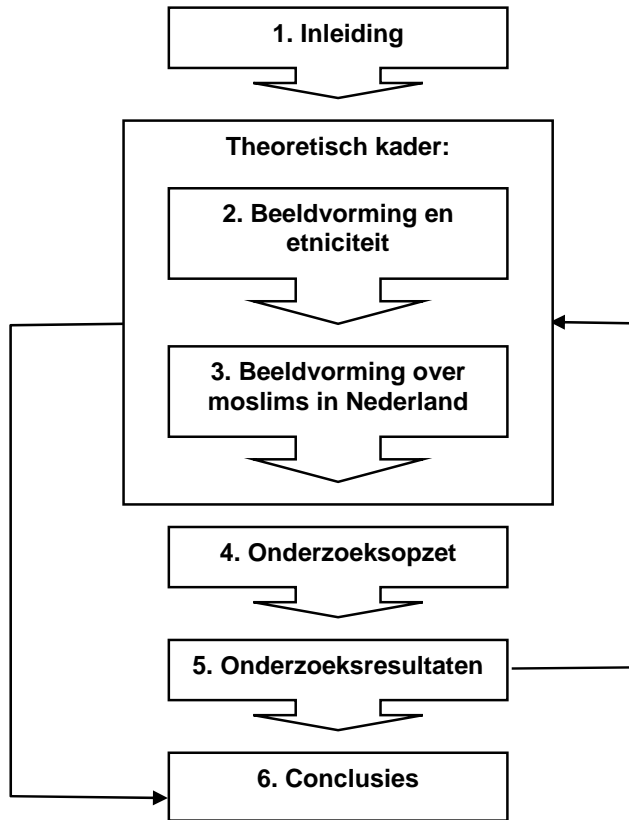 1. Inleiding
Theoretisch kader:
2. Beeldvorming en
etniciteit
3. Beeldvorming over
moslims in Nederland
4. Onderzoeksopzet
5. Onderzoeksresultaten
6. Conclusies